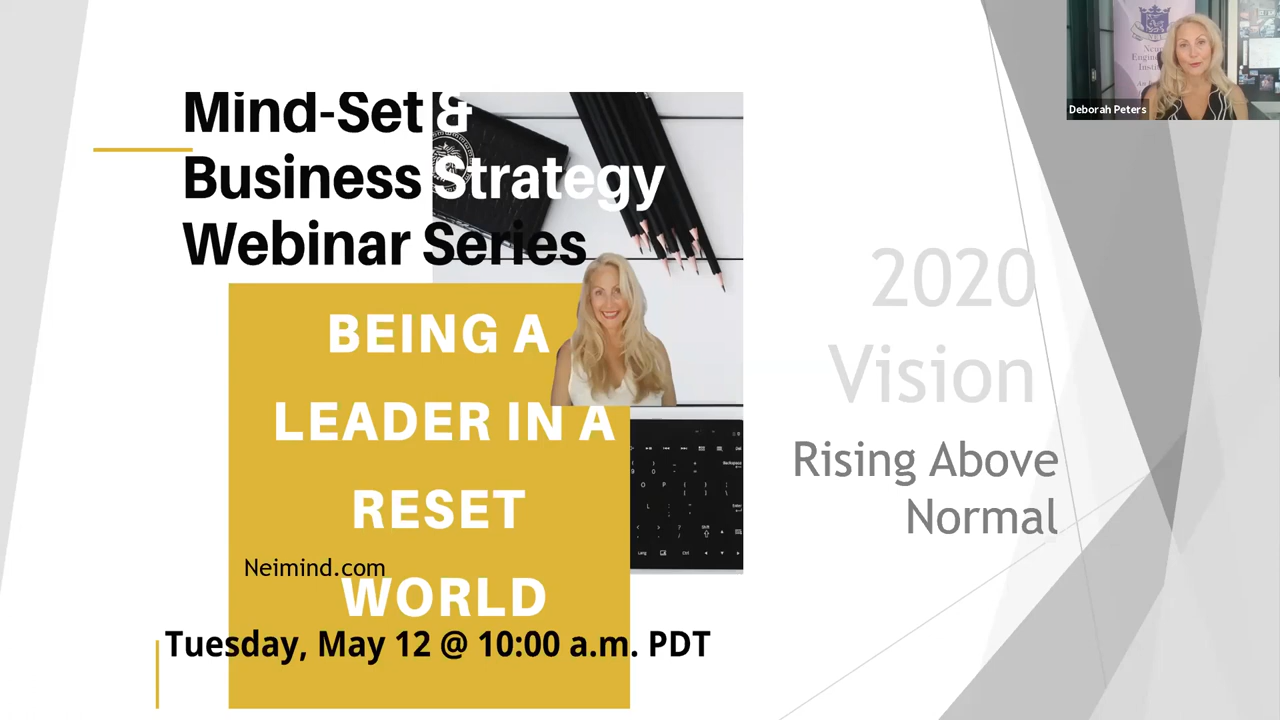 Mind-Set &
Business Strategy
Webinar Series
BEING A
LEADER IN A
RESET
WORLD
Neimind.com
Tuesday, May 12 @ 10:00 a.m. PDT
2020
Vision
Rising Above
Normal
Deborah Peters